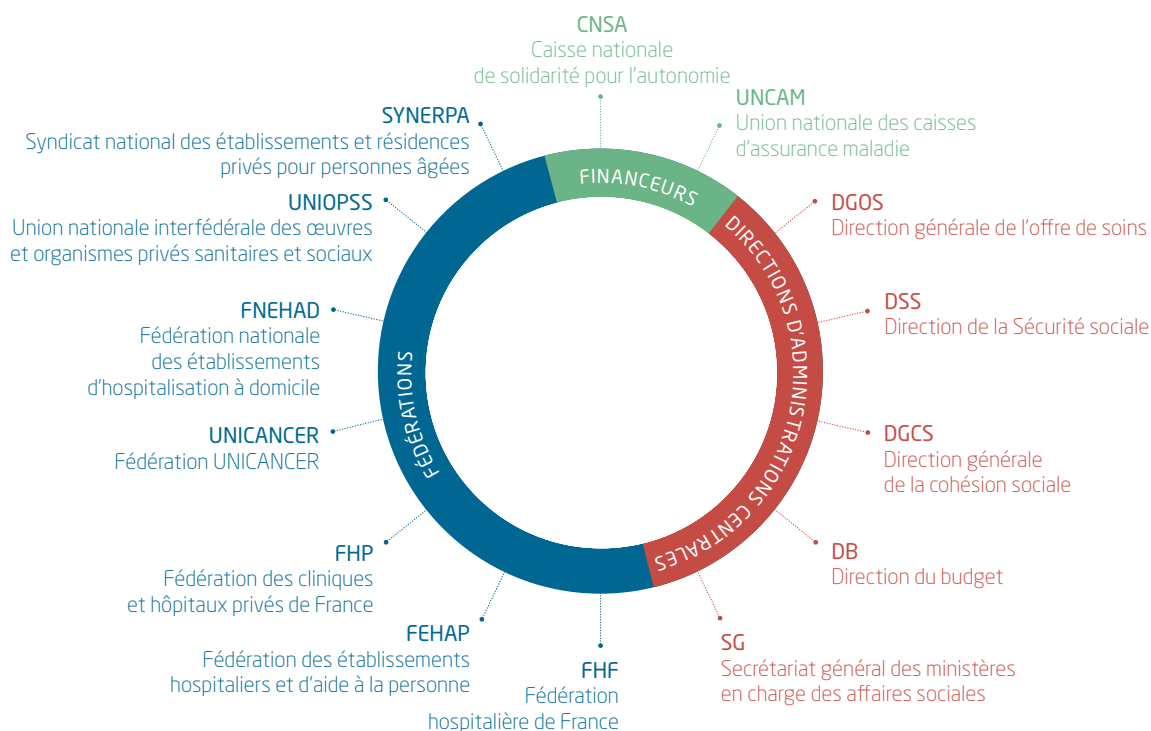 CNSA
Caisse nationale
de solidarité pour l'autonomie
UNCAM
Union nationale des caisses
d'assurance maladie
DGOS
Direction générale de l'offre de soins
DSS
Direction de la Sécurité sociale
DGCS
Direction générale
de la cohésion sociale
DB
Direction du budget
SG
Secrétariat général des ministères
en charge des affaires sociales
FHF
Fédération
hospitalière de France
FEHAP
Fédération des établissements
hospitaliers et d'aide à la personne
FHP
Fédération des cliniques
et hôpitaux privés de France
UNICANCER
Fédération UNICANCER
FNEHAD
Fédération nationale
des établissements
d'hospitalisation à domicile
UNIOPSS
Union nationale interfédérale des œuvres
et organismes privés sanitaires et sociaux
SYNERPA
Syndicat national des établissements et résidences
privés pour personnes âgées
FINANCEURS
DIRECTIONS D'ADMINISTRATIONS CENTRALES
FÉDÉRATIONS